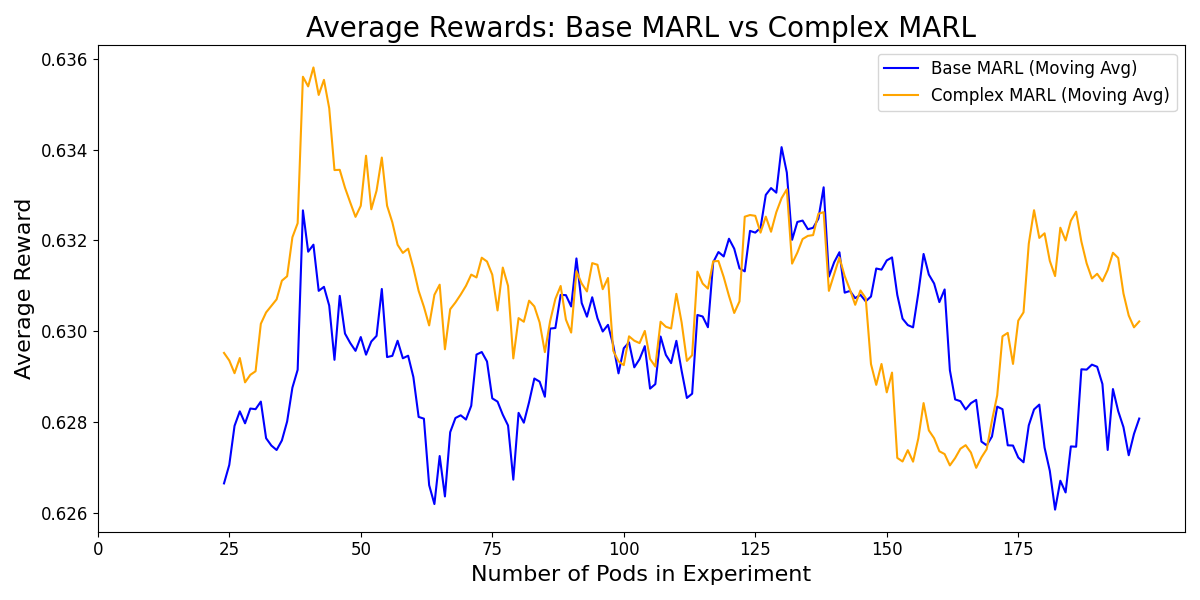 Average Rewards: Base MARL vs Complex MARL
Base MARL (Moving Avg)
Complex MARL (Moving Avg)
Average Reward
0.636
0.634
0.632
0.630
0.628
0.626
0 25 50 75 100 125 150 175
Number of Pods in Experiment